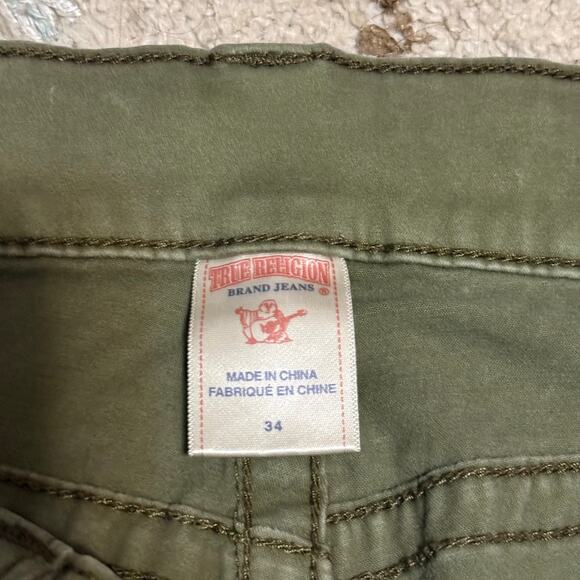 TRUE RELIGION
BRAND JEANS ®
MADE IN CHINA
FABRIQUÉ EN CHINE
34